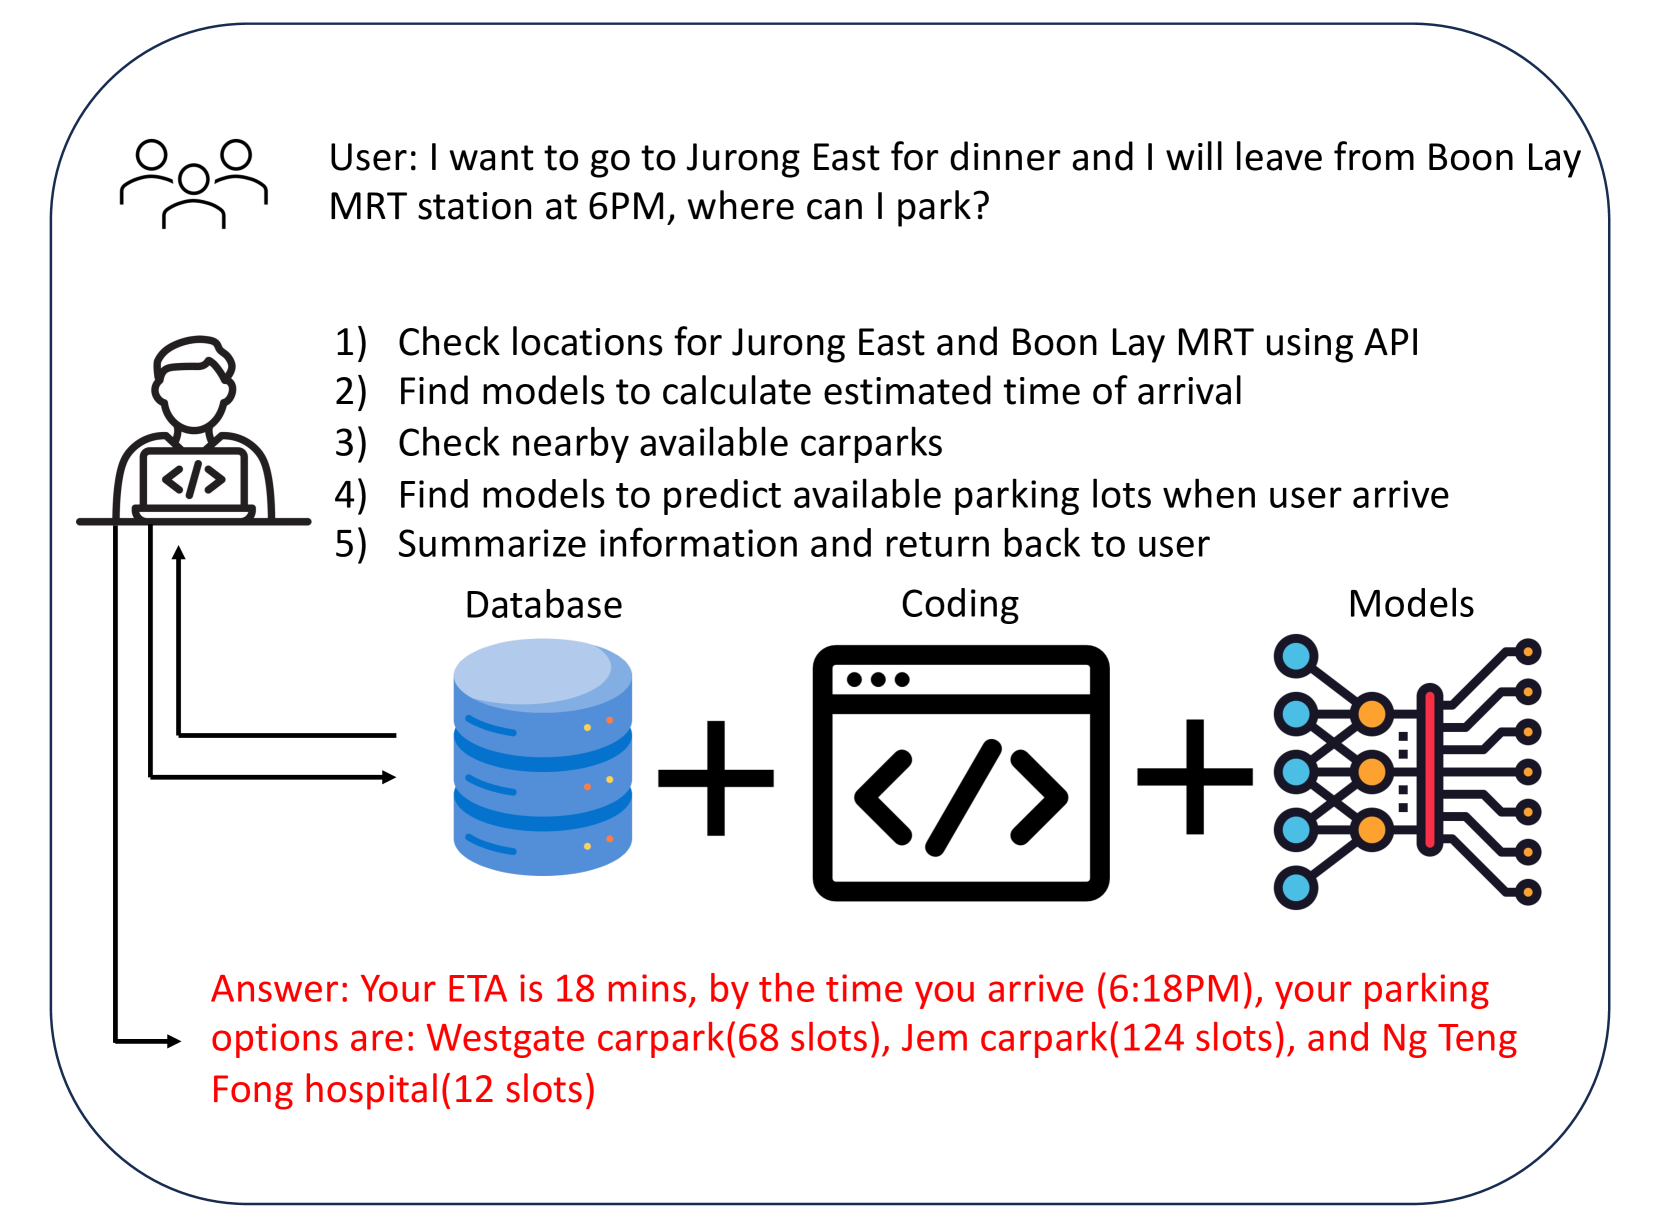 User: I want to go to Jurong East for dinner and I will leave from Boon Lay
MRT station at 6PM, where can I park?
1) Check locations for Jurong East and Boon Lay MRT using API
2) Find models to calculate estimated time of arrival
3) Check nearby available carparks
4) Find models to predict available parking lots when user arrive
5) Summarize information and return back to user
Database
Coding
Models
</>
</>
Answer: Your ETA is 18 mins, by the time you arrive (6:18PM), your parking
options are: Westgate carpark(68 slots), Jem carpark(124 slots), and Ng Teng
Fong hospital(12 slots)